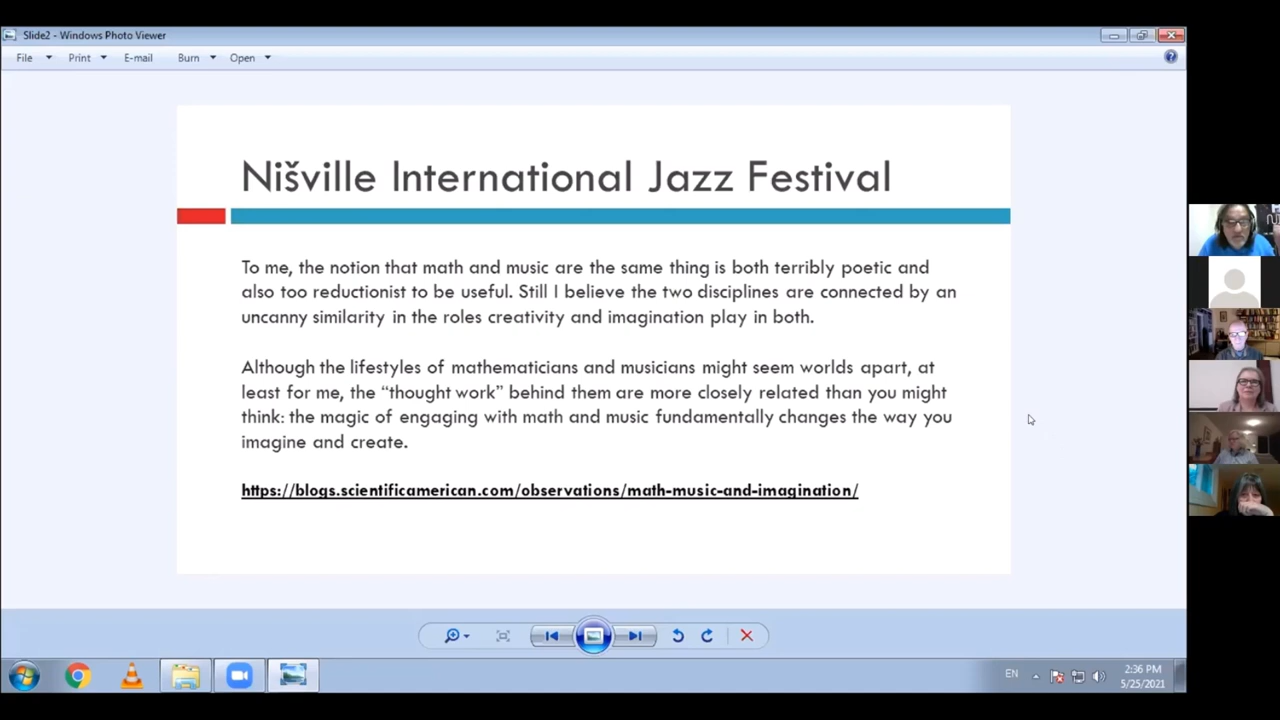 Slide2 - Windows Photo Viewer
File Print E-mail Burn Open
Nišville International Jazz Festival
To me, the notion that math and music are the same thing is both terribly poetic and
also too reductionist to be useful. Still I believe the two disciplines are connected by an
uncanny similarity in the roles creativity and imagination play in both.
Although the lifestyles of mathematicians and musicians might seem worlds apart, at
least for me, the “thought work” behind them are more closely related than you might
think: the magic of engaging with math and music fundamentally changes the way you
imagine and create.
https://blogs.scientificamerican.com/observations/math-music-and-imagination/
EN
2:36 PM
5/25/2021